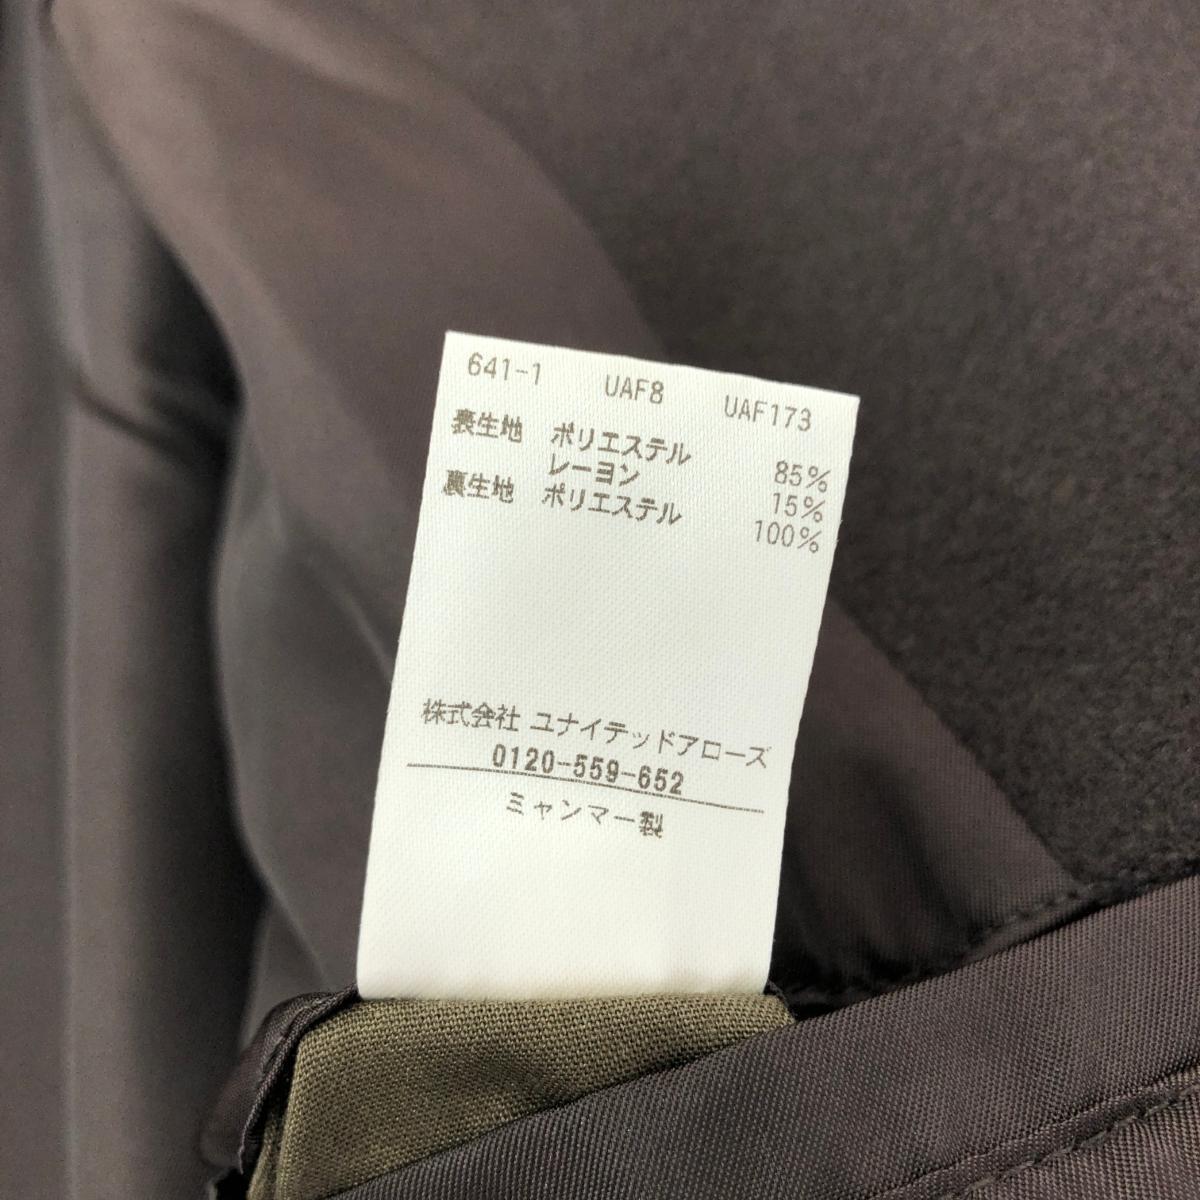 641-1 UAF8 UAF173
表生地 ポリエステル 85%
レーヨン 15%
裏生地 ポリエステル 100%
株式会社 ユナイテッドアローズ
0120-559-652
ミャンマー製